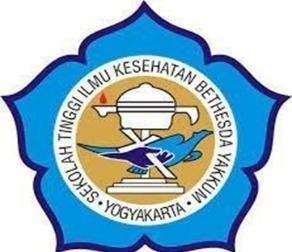 SEKOLAH TINGGI ILMU KESEHATAN BETHESDA YAKKUM
• YOGYAKARTA •